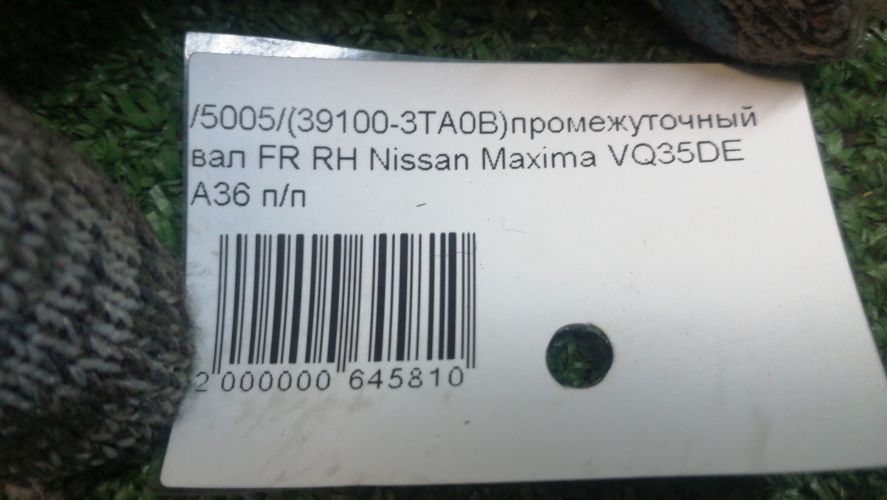 /5005/(39100-3TA0B)промежуточный
вал FR RH Nissan Maxima VQ35DE
A36 п/п
2 000000 645810